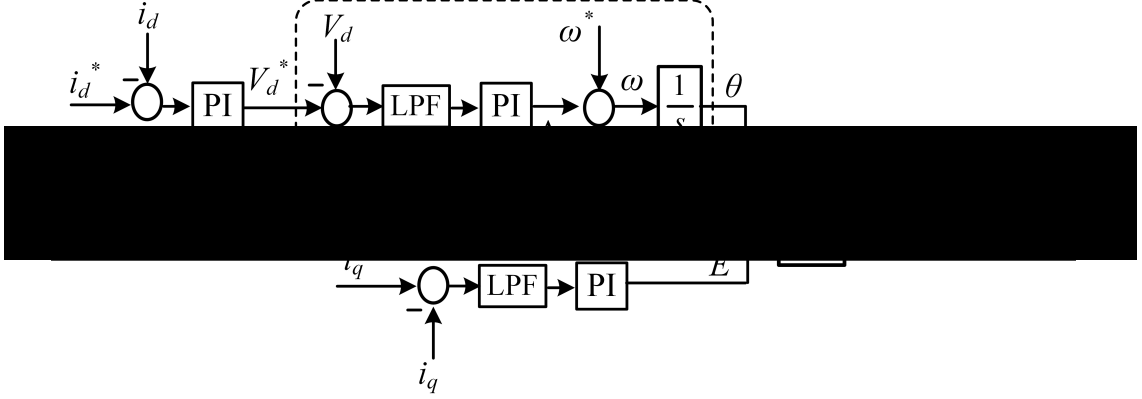 i_d
V_d
ω*
i_d*
PI
V_d*
LPF
PI
ω
1
s
θ
i_q
LPF
PI
E
i_q